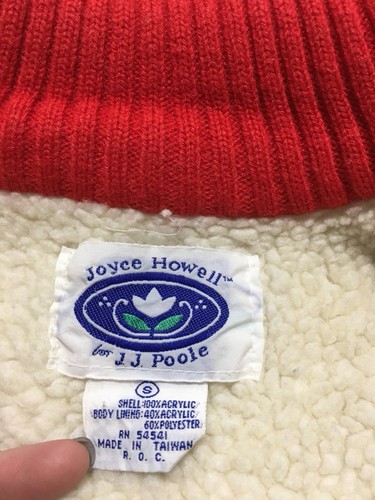 Joyce Howell™
for J.J. Poole
S
SHELL:100%ACRYLIC
BODY LINING:40%ACRYLIC/
60%POLYESTER
RN 54541
MADE IN TAIWAN
R. O. C.